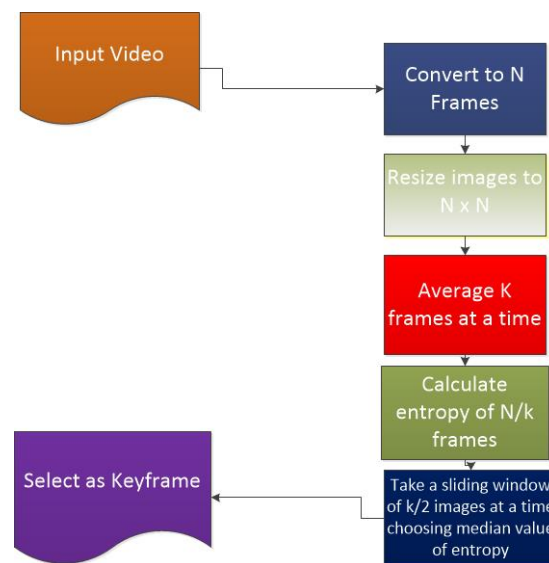 Input Video
Convert to N
Frames
Resize images to
N x N
Average K
frames at a time
Calculate
entropy of N/k
frames
Take a sliding window
of k/2 images at a time
choosing median value
of entropy
Select as Keyframe